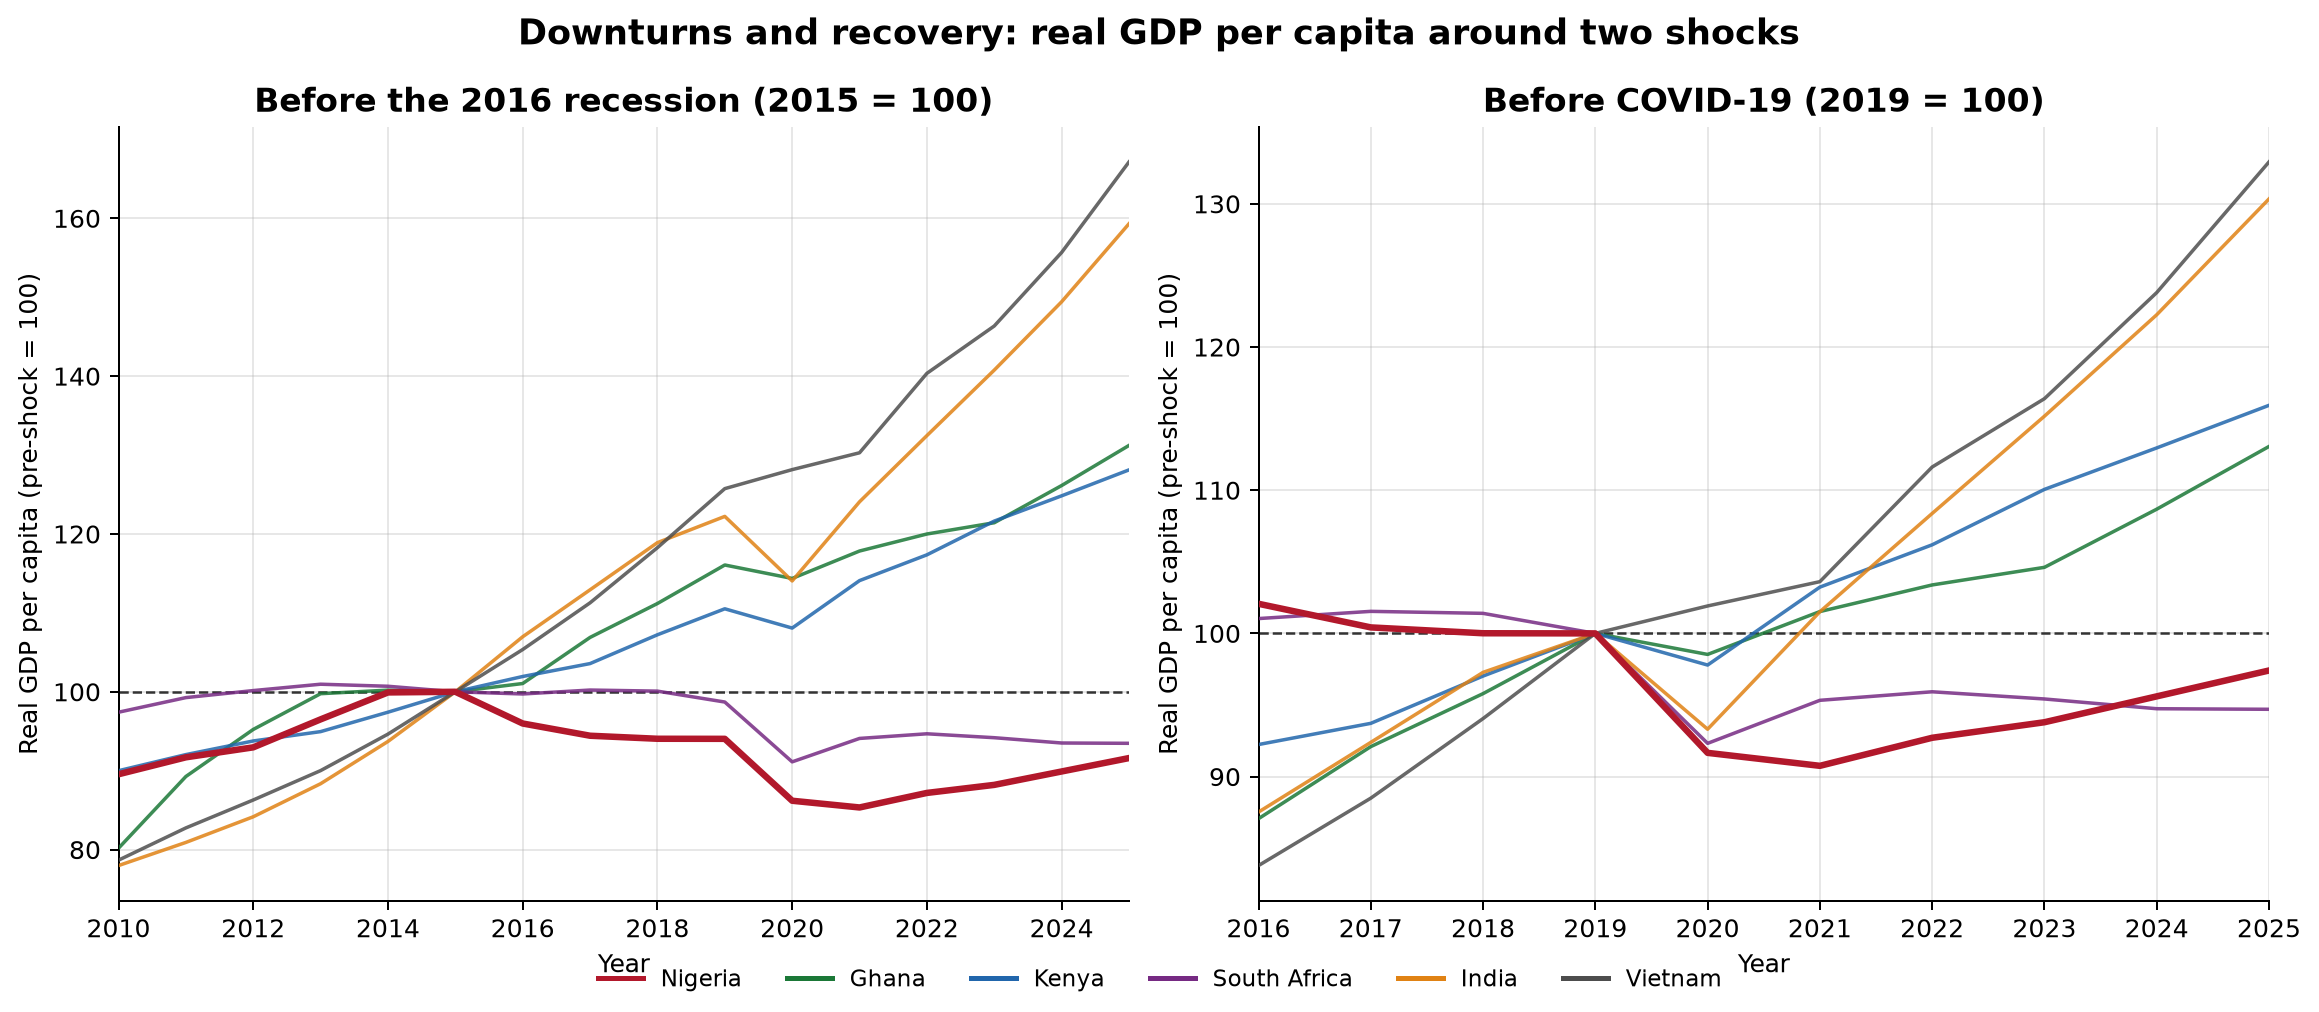 Downturns and recovery: real GDP per capita around two shocks
Before the 2016 recession (2015 = 100)
Real GDP per capita (pre-shock = 100)
160
140
120
100
80
2010 2012 2014 2016 2018 2020 2022 2024
Year
Before COVID-19 (2019 = 100)
Real GDP per capita (pre-shock = 100)
130
120
110
100
90
2016 2017 2018 2019 2020 2021 2022 2023 2024 2025
Year
Nigeria Ghana Kenya South Africa India Vietnam